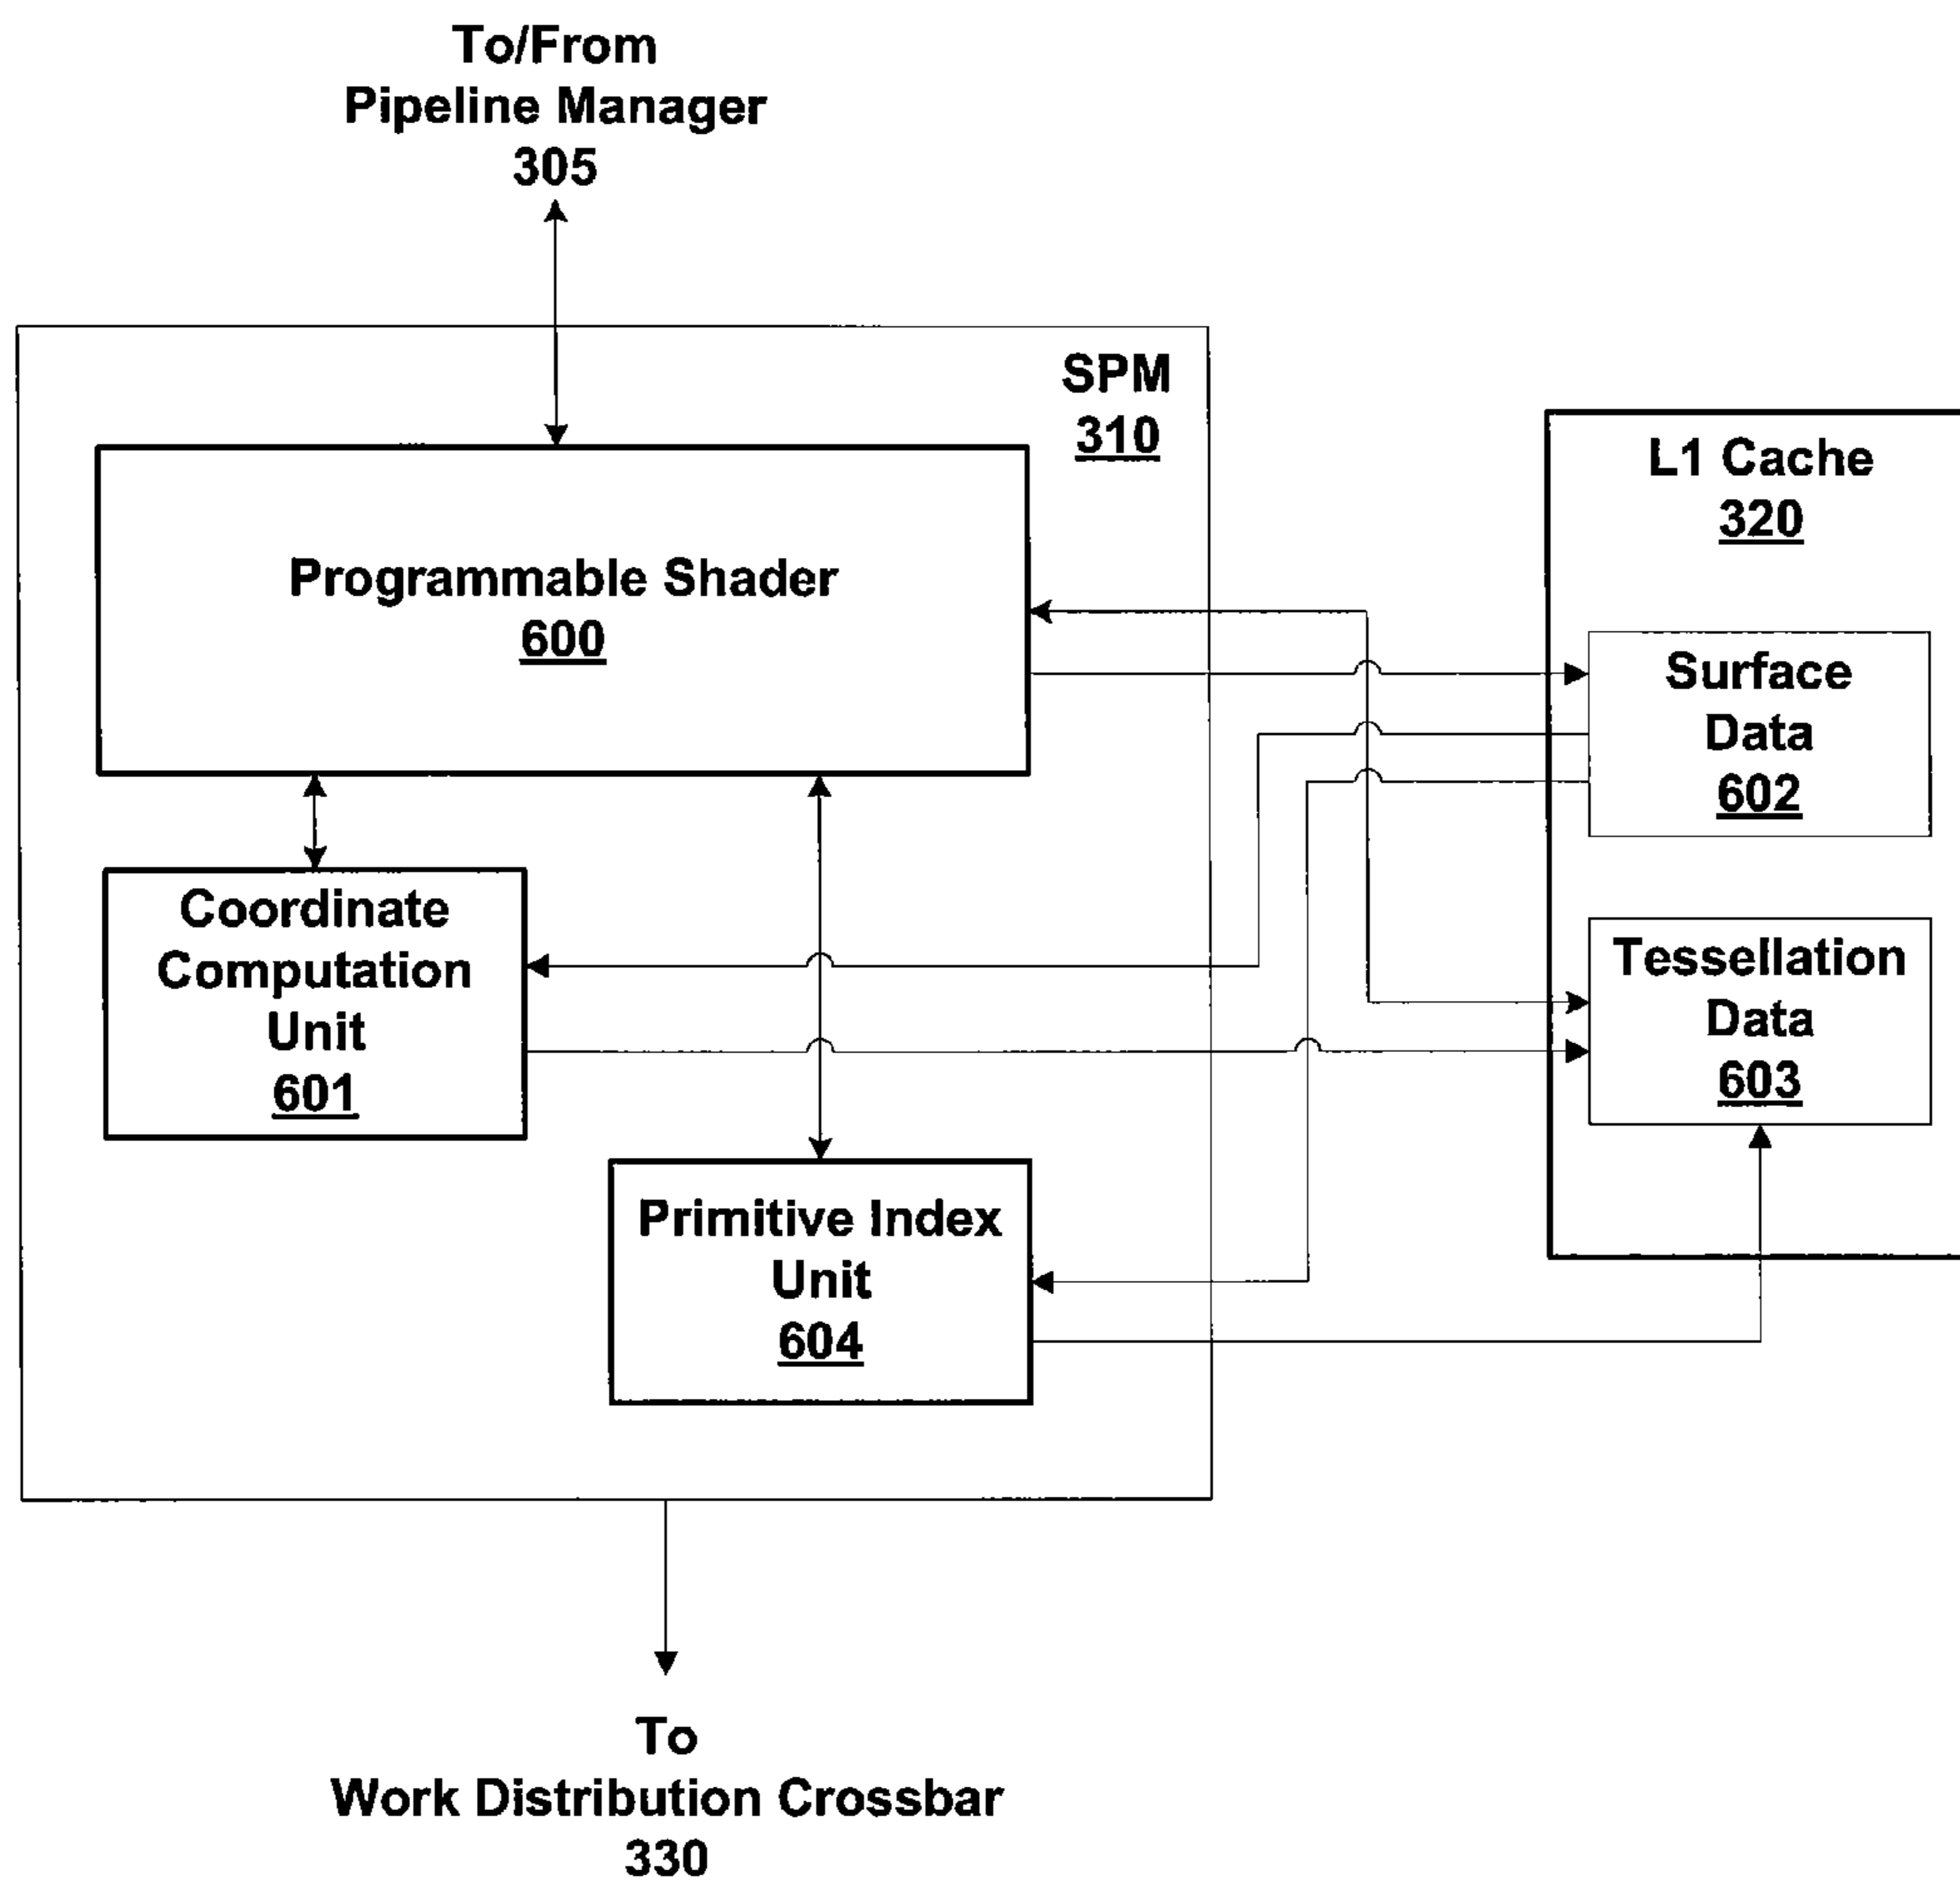 To/From
Pipeline Manager
305
SPM
310
L1 Cache
320
Programmable Shader
600
Surface
Data
602
Coordinate
Computation
Unit
601
Tessellation
Data
603
Primitive Index
Unit
604
To
Work Distribution Crossbar
330